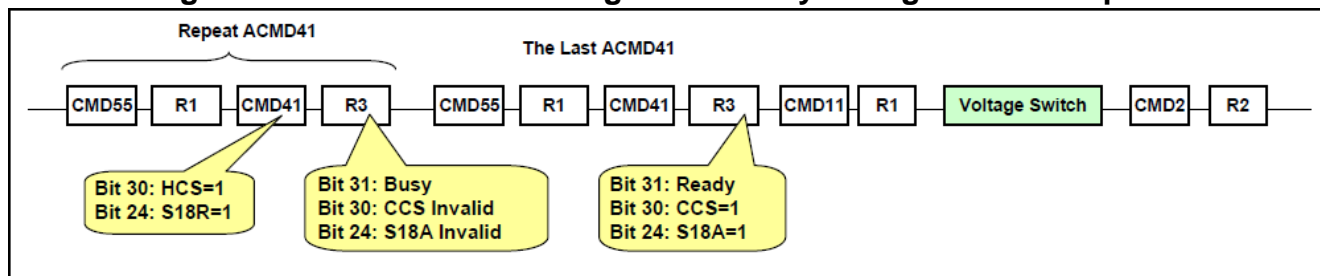 Repeat ACMD41
The Last ACMD41
CMD55 R1 CMD41 R3 CMD55 R1 CMD41 R3 CMD11 R1 Voltage Switch CMD2 R2
Bit 30: HCS=1
Bit 24: S18R=1
Bit 31: Busy
Bit 30: CCS Invalid
Bit 24: S18A Invalid
Bit 31: Ready
Bit 30: CCS=1
Bit 24: S18A=1